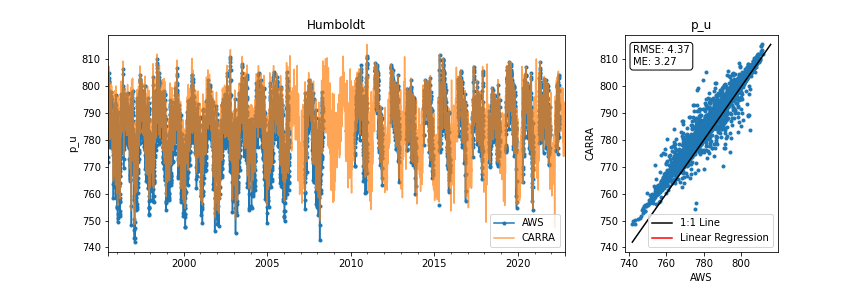 Humboldt
p_u
810
800
790
780
770
760
750
740
p_u
2000
2005
2010
2015
2020
AWS
CARRA
RMSE: 4.37
ME: 3.27
810
800
790
780
770
760
750
740
CARRA
740
760
780
800
AWS
1:1 Line
Linear Regression